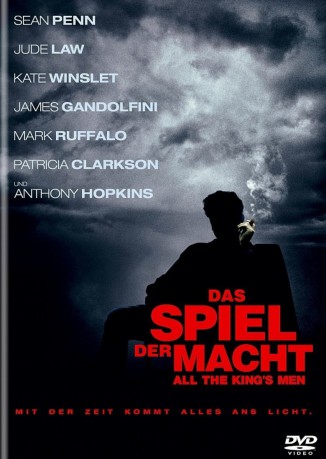 SEAN PENN
JUDE LAW
KATE WINSLET
JAMES GANDOLFINI
MARK RUFFALO
PATRICIA CLARKSON
UND
ANTHONY HOPKINS
DAS
SPIEL
DER MACHT
ALL THE KING'S MEN
MIT DER ZEIT KOMMT ALLES ANS LICHT.
DVD
VIDEO